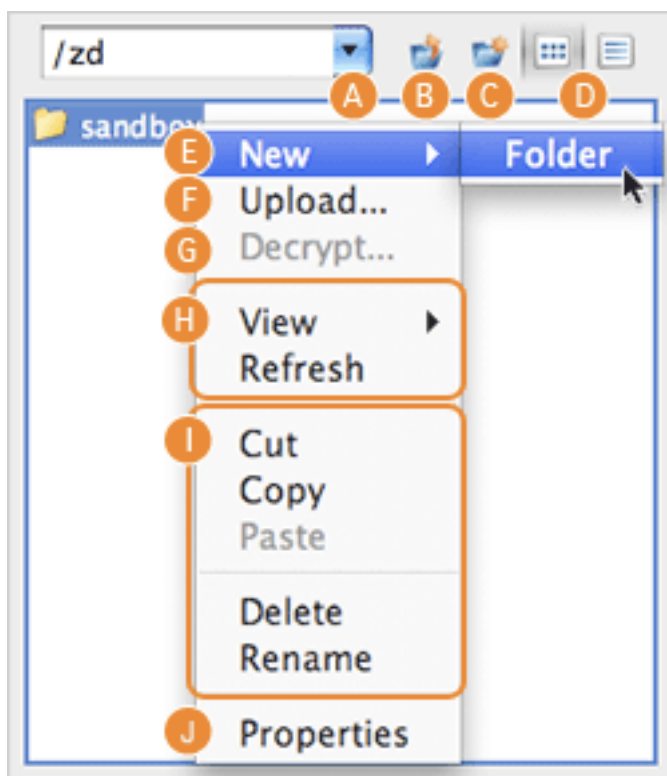 /zd
A B C D
sandbox
E New Folder
F Upload...
G Decrypt...
H View
Refresh
I Cut
Copy
Paste
Delete
Rename
J Properties